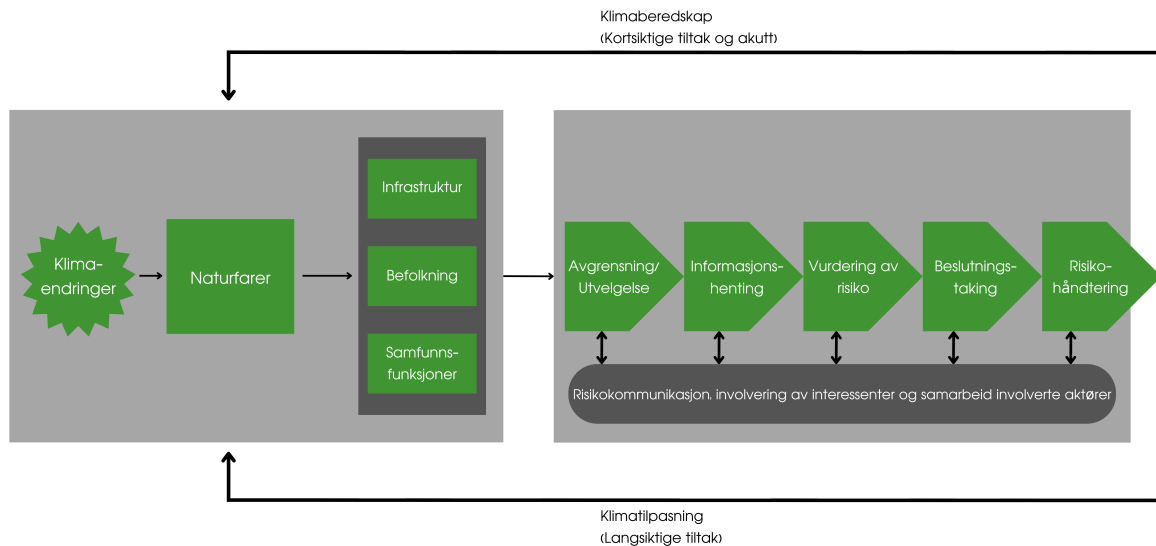 Klimaberedskap
(Kortsiktige tiltak og akutt)
Klima-
endringer
Naturfarer
Infrastruktur
Befolkning
Samfunns-
funksjoner
Avgrensning/
Utvelgelse
Informasjons-
henting
Vurdering av
risiko
Beslutnings-
taking
Risiko-
håndtering
Risikokommunikasjon, involvering av interessenter og samarbeid involverte aktører
Klimatilpasning
(Langsiktige tiltak)